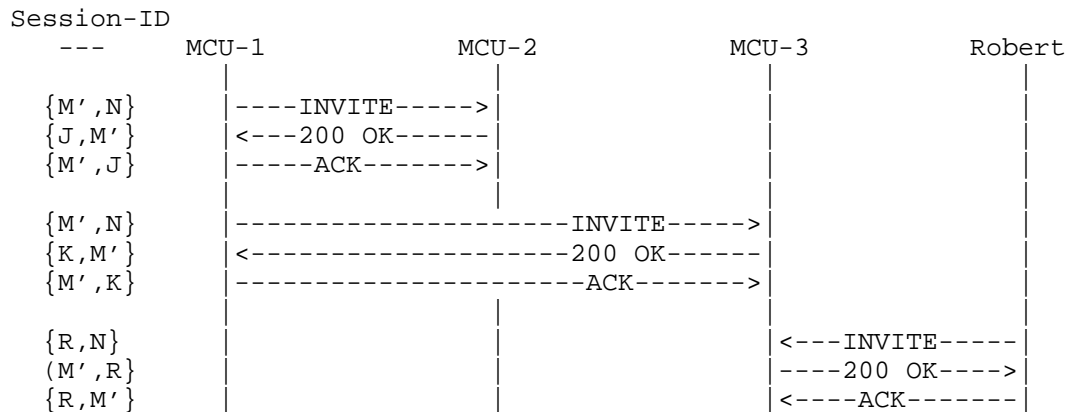 Session-ID
   ---     MCU-1               MCU-2               MCU-3            Robert
             |                   |                   |                 |
  {M',N}     |----INVITE----->|                   |                 |
  {J,M'}     |<---200 OK------|                   |                 |
  {M',J}     |-----ACK------->|                   |                 |
             |                   |                   |                 |
  {M',N}     |---------------------INVITE----->|                 |
  {K,M'}     |<--------------------200 OK------|                 |
  {M',K}     |----------------------ACK------->|                 |
             |                   |                   |                 |
  {R,N}      |                   |                   |<---INVITE-----|
  (M',R}     |                   |                   |----200 OK---->|
  {R,M'}     |                   |                   |<----ACK-------|